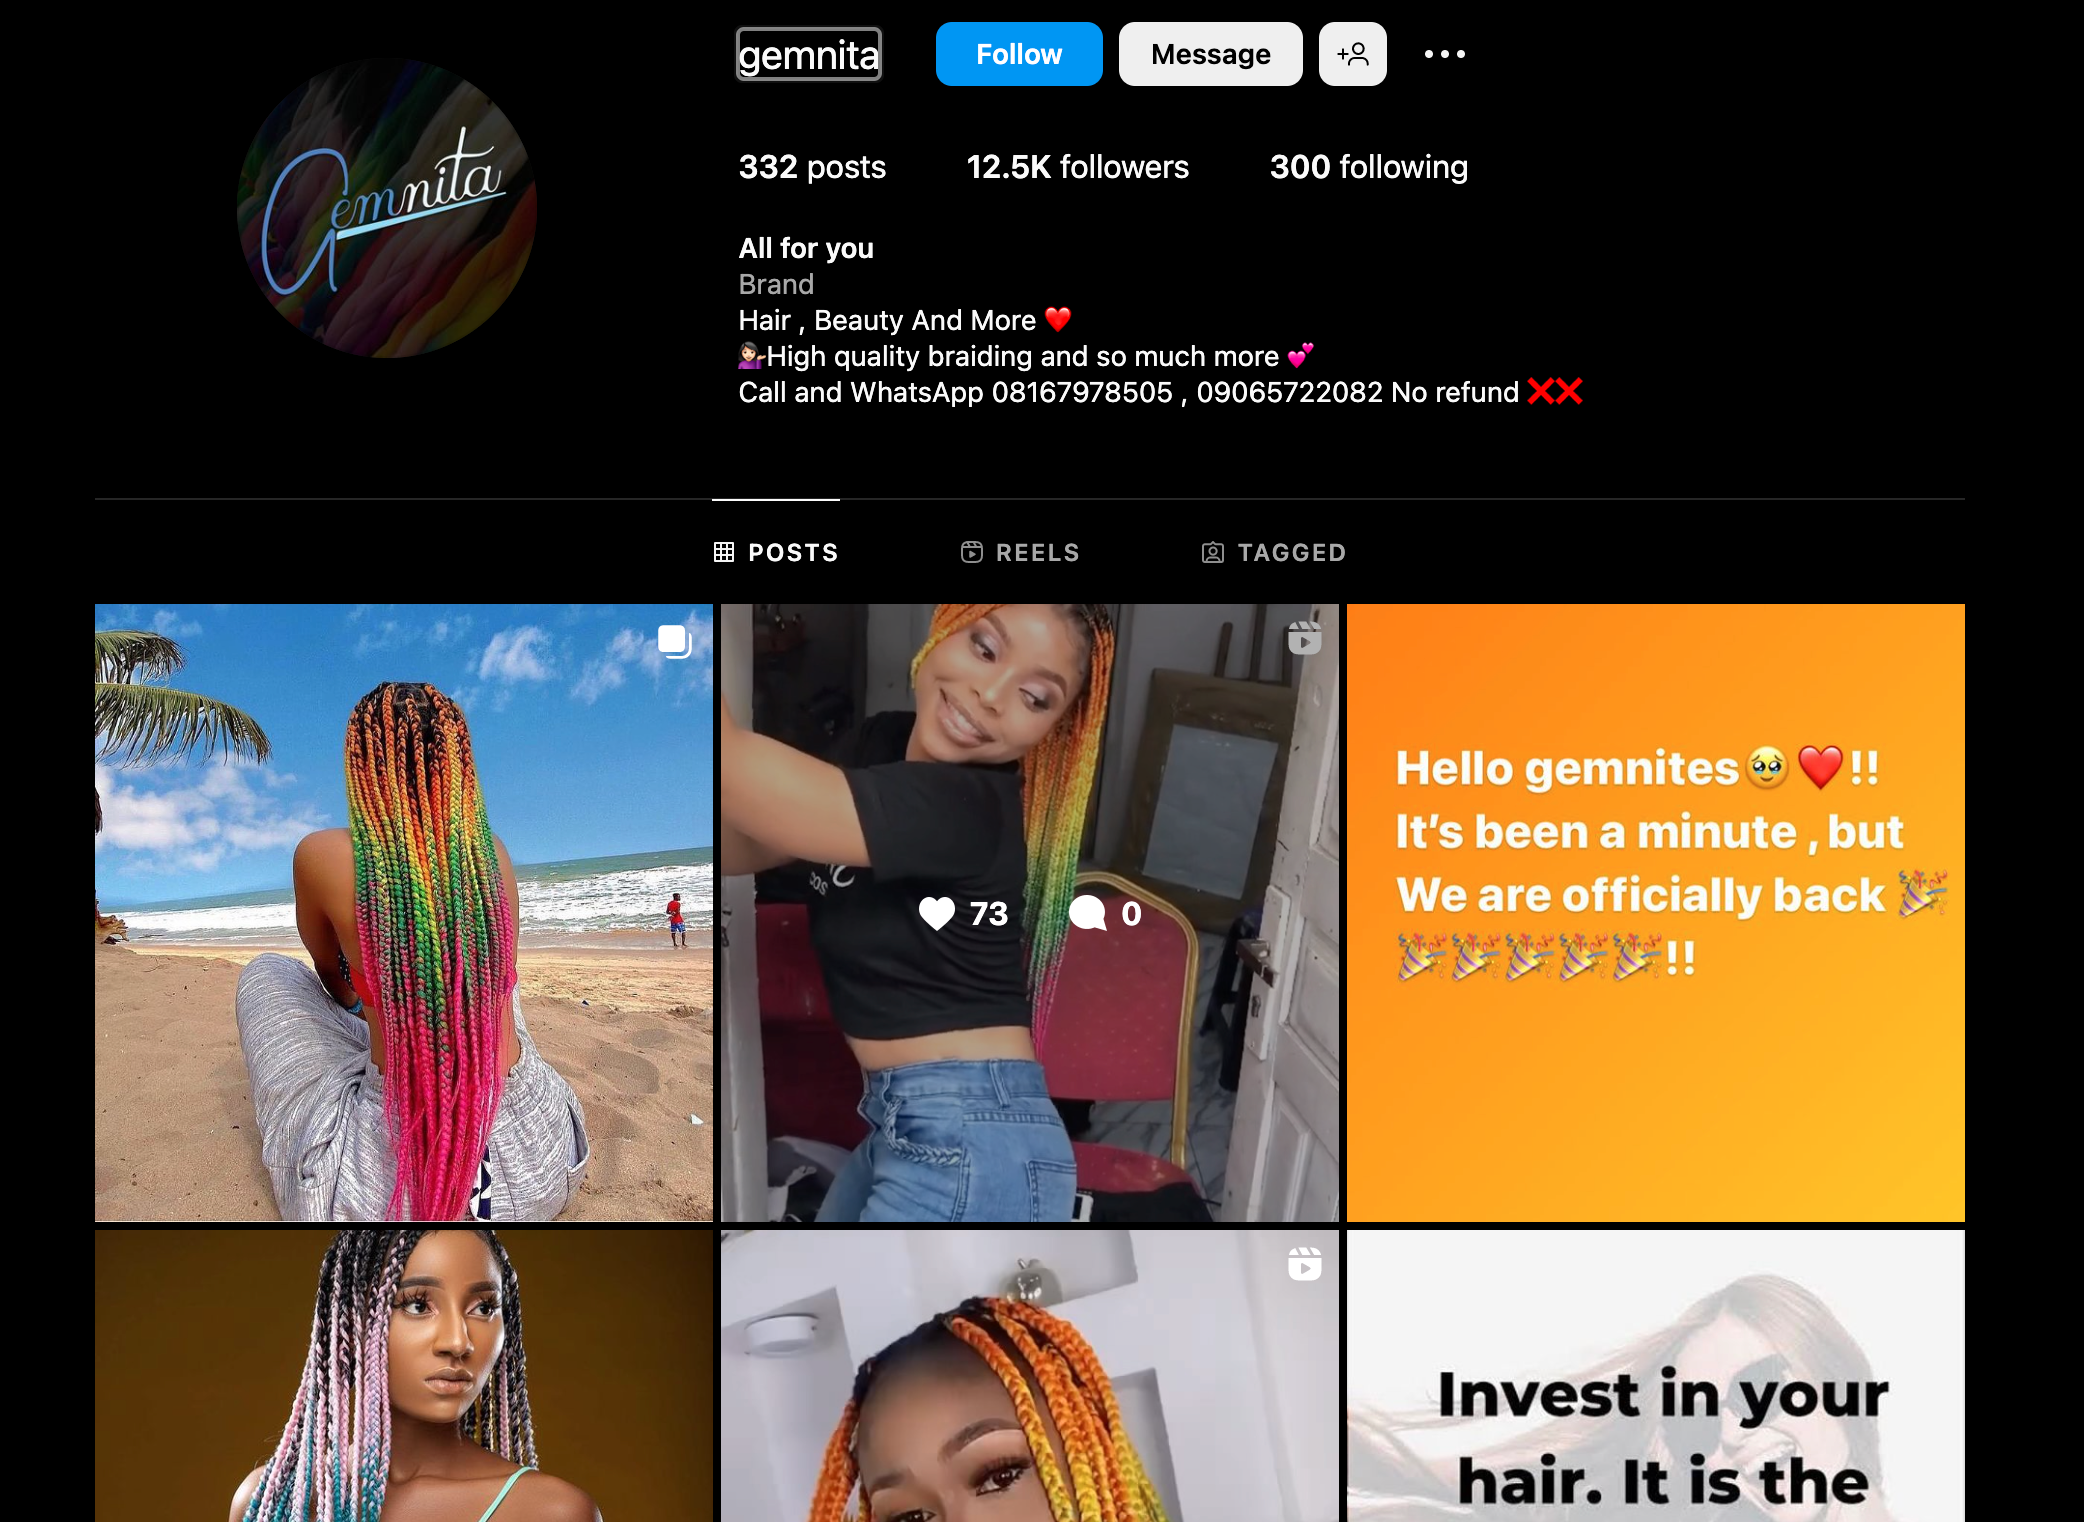 gemnita
Follow
Message
Gemnita
332 posts
12.5K followers
300 following
All for you
Brand
Hair , Beauty And More ❤️
💁🏻‍♀️High quality braiding and so much more 💕
Call and WhatsApp 08167978505 , 09065722082 No refund ❌❌
POSTS
REELS
TAGGED
73
0
Hello gemnites🥹❤️!!
It's been a minute , but
We are officially back 🎉
🎉🎉🎉🎉🎉!!
Invest in your
hair. It is the